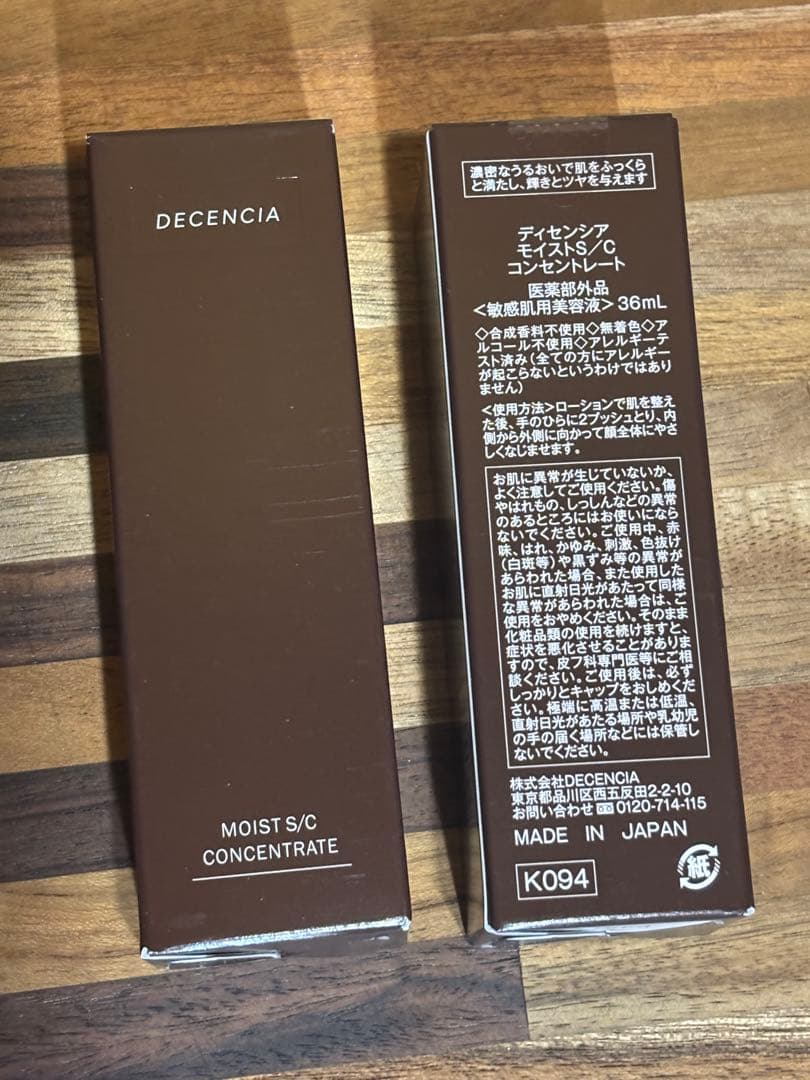 DECENCIA
MOIST S/C
CONCENTRATE
濃密なうるおいで肌をふっくら
と満たし、輝きとツヤを与えます
ディセンシア
モイストS/C
コンセントレート
医薬部外品
<敏感肌用美容液> 36mL
◇合成香料不使用◇無着色◇ア
ルコール不使用◇アレルギーテ
スト済み(全ての方にアレルギー
が起こらないというわけではあり
ません)
<使用方法>ローションで肌を整え
た後、手のひらに2プッシュとり、内
側から外側に向かって顔全体にやさ
しくなじませます。
お肌に異常が生じていないか、
よく注意してご使用ください。傷
やはれもの、しっしんなどの異常
のあるところにはお使いになら
ないでください。ご使用中、赤
味、はれ、かゆみ、刺激、色抜け
(白斑等)や黒ずみ等の異常が
あらわれた場合、また使用した
お肌に直射日光があたって同様
な異常があらわれた場合は、ご
使用をおやめください。そのまま
化粧品類の使用を続けますと、
症状を悪化させることがありま
すので、皮フ科専門医等にご相
談ください。ご使用後は、必ず
しっかりとキャップをおしめくだ
さい。極端に高温または低温、
直射日光があたる場所や乳幼児
の手の届く場所などには保管し
ないでください。
株式会社DECENCIA
東京都品川区西五反田2-2-10
お問い合わせ 0120-714-115
MADE IN JAPAN
K094
紙